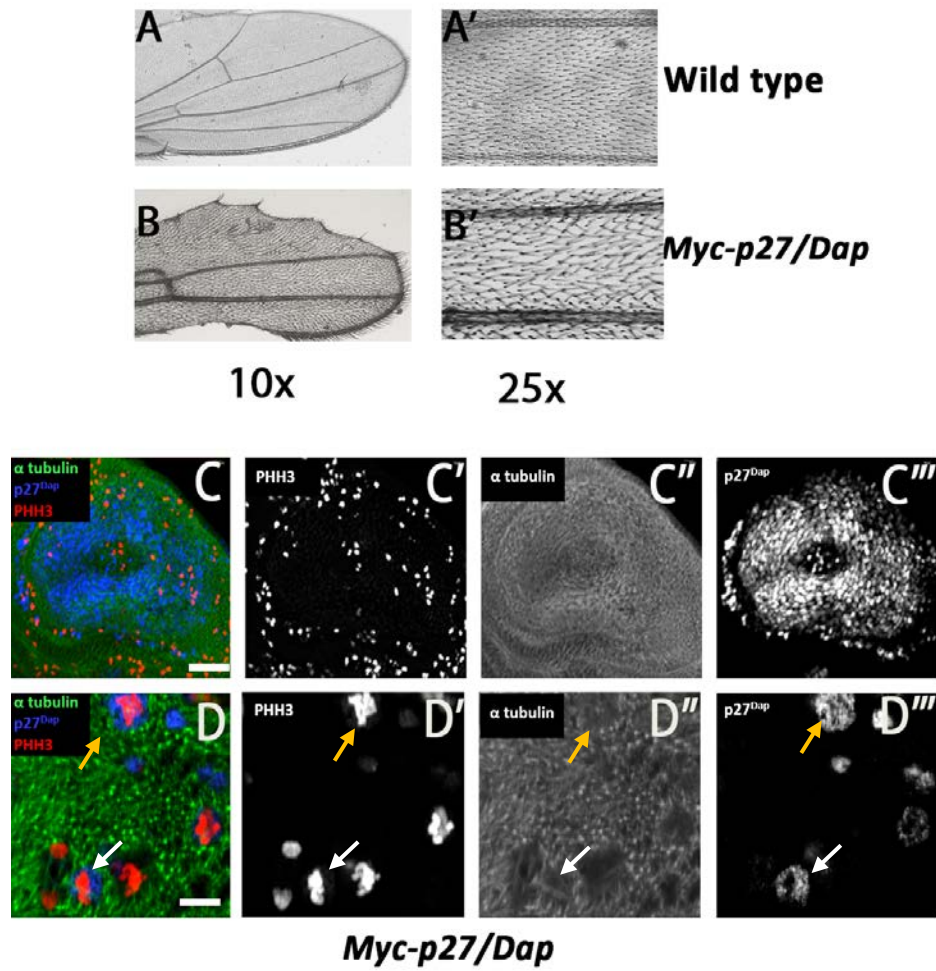 A
A'
Wild type
B
B'
Myc-p27/Dap
10x
25x
α tubulin
p27Dap
PHH3
C
PHH3
C'
α tubulin
C''
p27Dap
C'''
α tubulin
p27Dap
PHH3
D
PHH3
D'
α tubulin
D''
p27Dap
D'''
Myc-p27/Dap